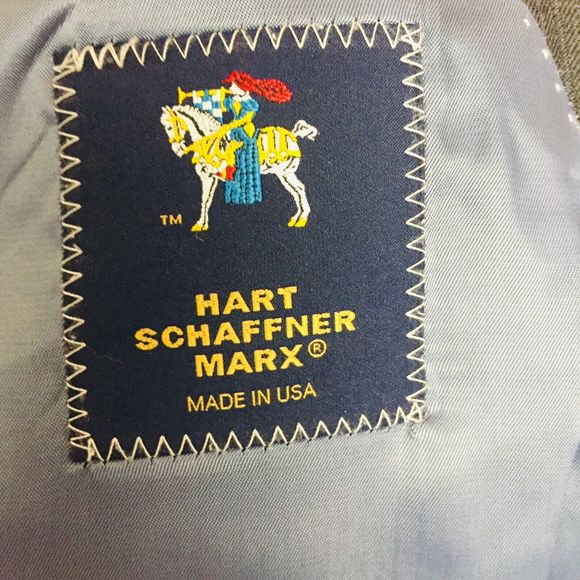 TM
HART
SCHAFFNER
MARX®
MADE IN USA